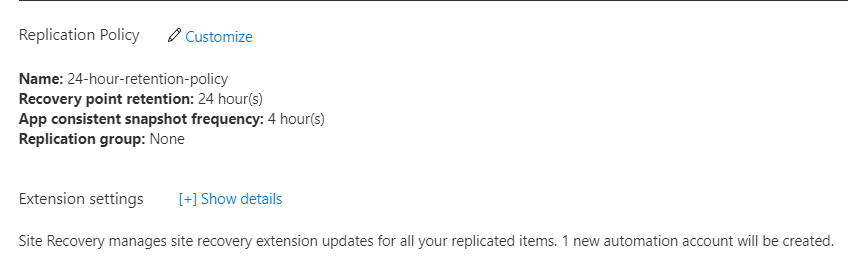 Replication Policy Customize
Name: 24-hour-retention-policy
Recovery point retention: 24 hour(s)
App consistent snapshot frequency: 4 hour(s)
Replication group: None
Extension settings [+] Show details
Site Recovery manages site recovery extension updates for all your replicated items. 1 new automation account will be created.